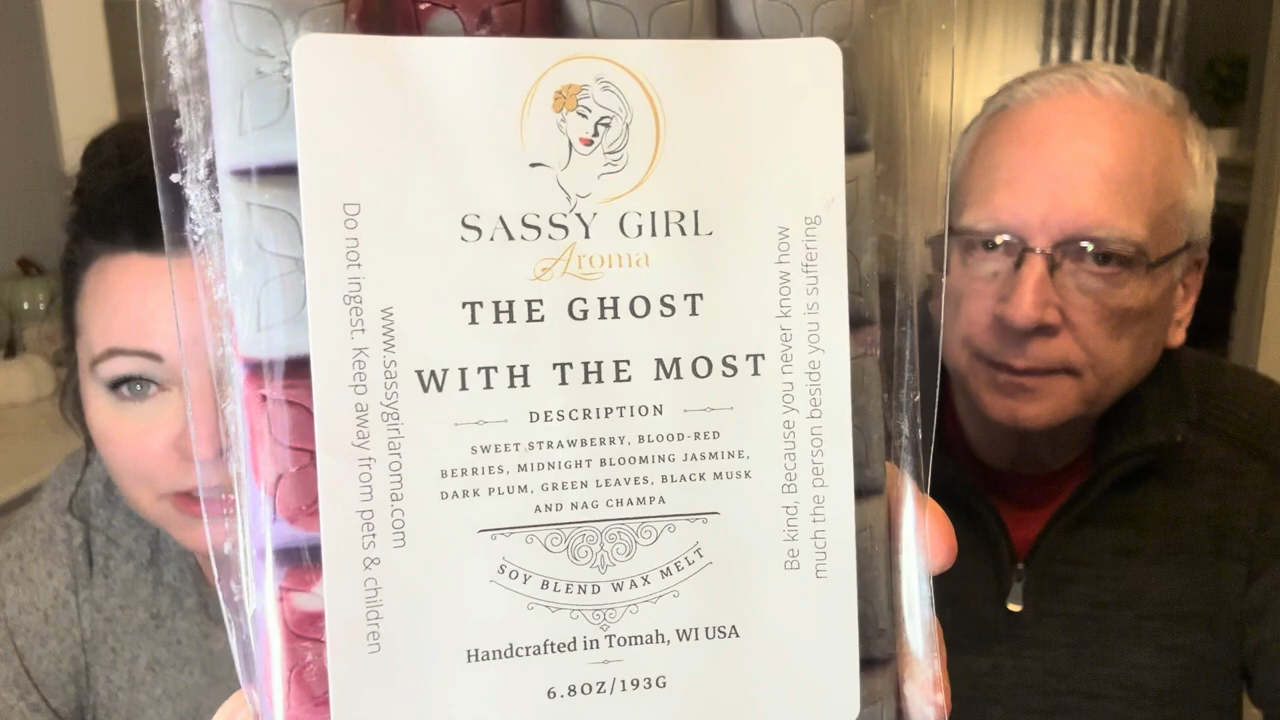 SASSY GIRL
Aroma
THE GHOST
WITH THE MOST
DESCRIPTION
SWEET STRAWBERRY, BLOOD-RED
BERRIES, MIDNIGHT BLOOMING JASMINE,
DARK PLUM, GREEN LEAVES, BLACK MUSK
AND NAG CHAMPA
SOY BLEND WAX MELT
Handcrafted in Tomah, WI USA
6.8OZ/193G
Do not ingest. Keep away from pets & children
www.sassygirlaroma.com
Be kind, Because you never know how
much the person beside you is suffering